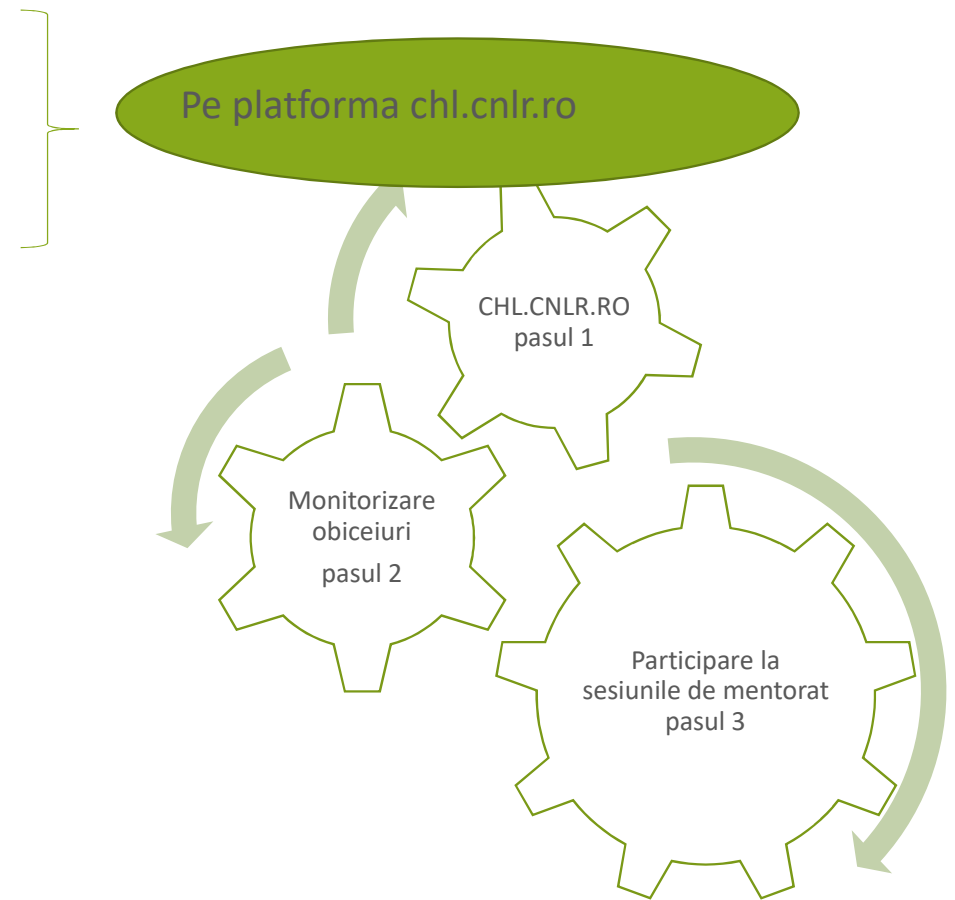 Pe platforma chl.cnlr.ro
CHL.CNLR.RO
pasul 1
Monitorizare
obiceiuri
pasul 2
Participare la
sesiunile de mentorat
pasul 3